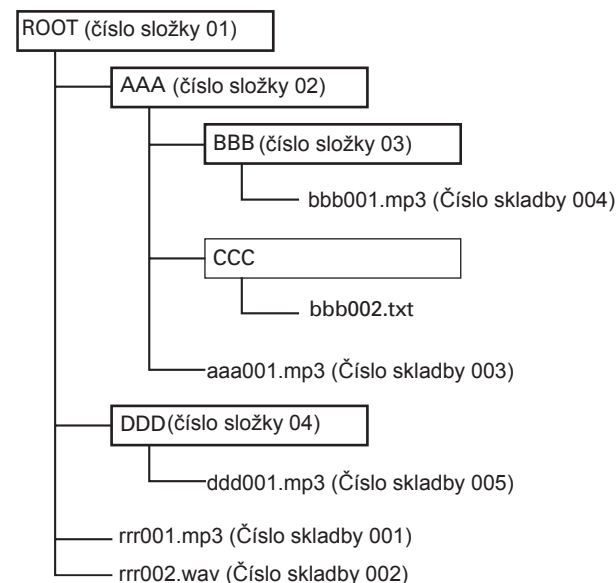 ROOT (číslo složky 01)
AAA (číslo složky 02)
BBB (číslo složky 03)
bbb001.mp3 (Číslo skladby 004)
CCC
bbb002.txt
aaa001.mp3 (Číslo skladby 003)
DDD(číslo složky 04)
ddd001.mp3 (Číslo skladby 005)
rrr001.mp3 (Číslo skladby 001)
rrr002.wav (Číslo skladby 002)